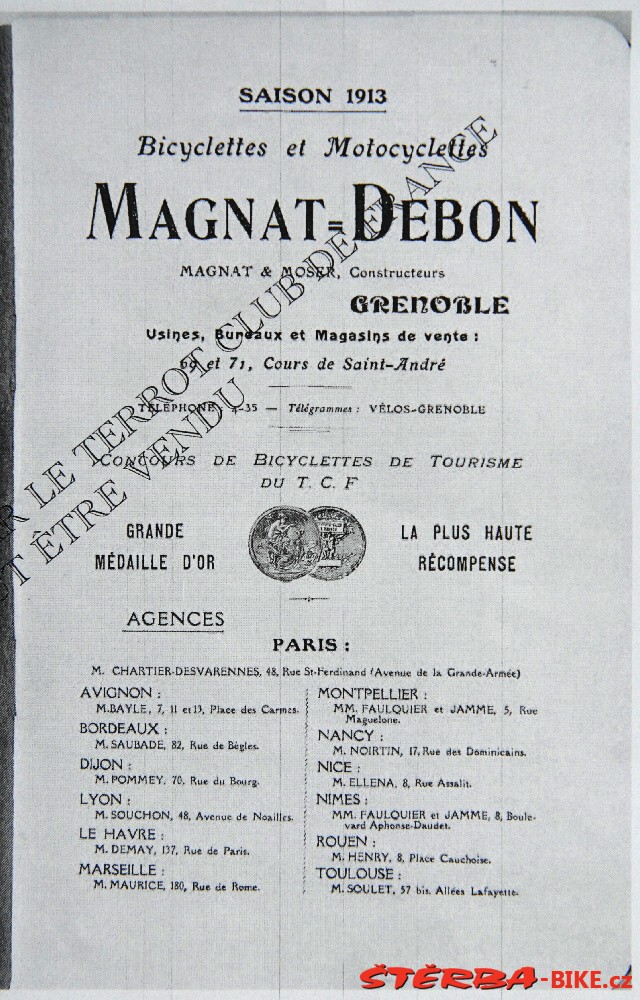 SAISON 1913
Bicyclettes et Motocyclettes
MAGNAT=DEBON
MAGNAT & MOSER, Constructeurs
GRENOBLE
Usines, Bureaux et Magasins de vente :
69 et 71, Cours de Saint-André
TÉLÉPHONE -35 — Télégrammes : VÉLOS-GRENOBLE
CONCOURS DE BICYCLETTES DE TOURISME
DU T. C. F
GRANDE
MÉDAILLE D'OR
LA PLUS HAUTE
RÉCOMPENSE
AGENCES
PARIS :
M. CHARTIER-DESVARENNES, 48, Rue St-Ferdinand (Avenue de la Grande-Armée)
AVIGNON :
M. BAYLE, 7, 11 et 13, Place des Carmes.
BORDEAUX :
M. SAUBADE, 82, Rue de Bègles.
DIJON :
M. POMMEY, 70, Rue du Bourg.
LYON :
M. SOUCHON, 48, Avenue de Noailles.
LE HAVRE :
M. DEMAY, 137, Rue de Paris.
MARSEILLE :
M. MAURICE, 180, Rue de Rome.
MONTPELLIER :
MM. FAULQUIER et JAMME, 5, Rue
Maguelone.
NANCY :
M. NOIRTIN, 17, Rue des Dominicains.
NICE :
M. ELLENA, 8, Rue Assalit.
NIMES :
MM. FAULQUIER et JAMME, 8, Boule-
vard Aphonse-Daudet.
ROUEN :
M. HENRY, 8, Place Cauchoise.
TOULOUSE :
M. SOULET, 57 bis, Allées Lafayette.
R LE TERROT CLUB DE FRANCE
T ÊTRE VENDU
ŠTĚRBA-BIKE.cz